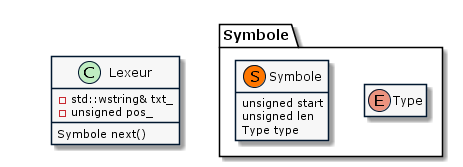 Symbole
C Lexeur
std::wstring& txt_
unsigned pos_
Symbole next()
S Symbole
unsigned start
unsigned len
Type type
E Type